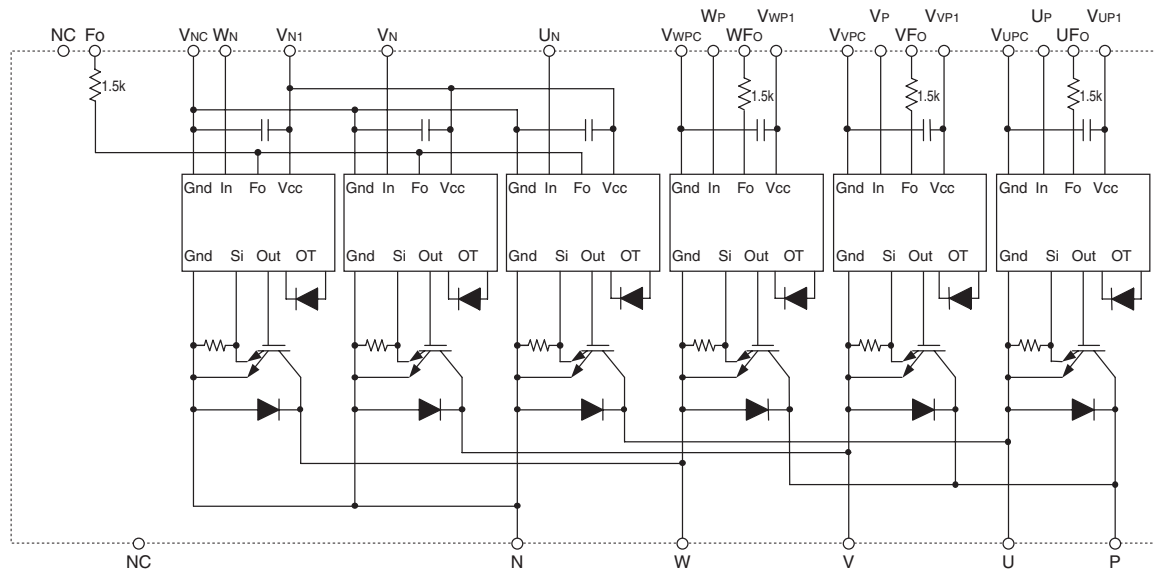 WP VWP1 VP VVP1 UP VUP1
NC Fo VNC WN VN1 VN UN VWPC WFO VVPC VFO VUPC UFO
1.5k 1.5k 1.5k 1.5k
Gnd In Fo Vcc Gnd In Fo Vcc Gnd In Fo Vcc Gnd In Fo Vcc Gnd In Fo Vcc Gnd In Fo Vcc
Gnd Si Out OT Gnd Si Out OT Gnd Si Out OT Gnd Si Out OT Gnd Si Out OT Gnd Si Out OT
NC N W V U P